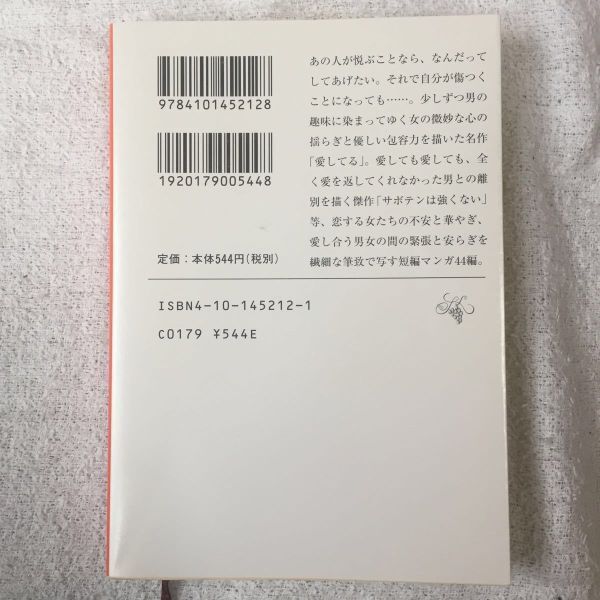 9784101452128
1920179005448
定価：本体544円(税別)
あの人が悦ぶことなら、なんだって
してあげたい。それで自分が傷つく
ことになっても……。少しずつ男の
趣味に染まってゆく女の微妙な心の
揺らぎと優しい包容力を描いた名作
「愛してる」。愛しても愛しても、全
く愛を返してくれなかった男との離
別を描く傑作「サボテンは強くない」
等、恋する女たちの不安と華やぎ、
愛し合う男女の間の緊張と安らぎを
繊細な筆致で写す短編マンガ44編。
ISBN4-10-145212-1
C0179 ¥544E